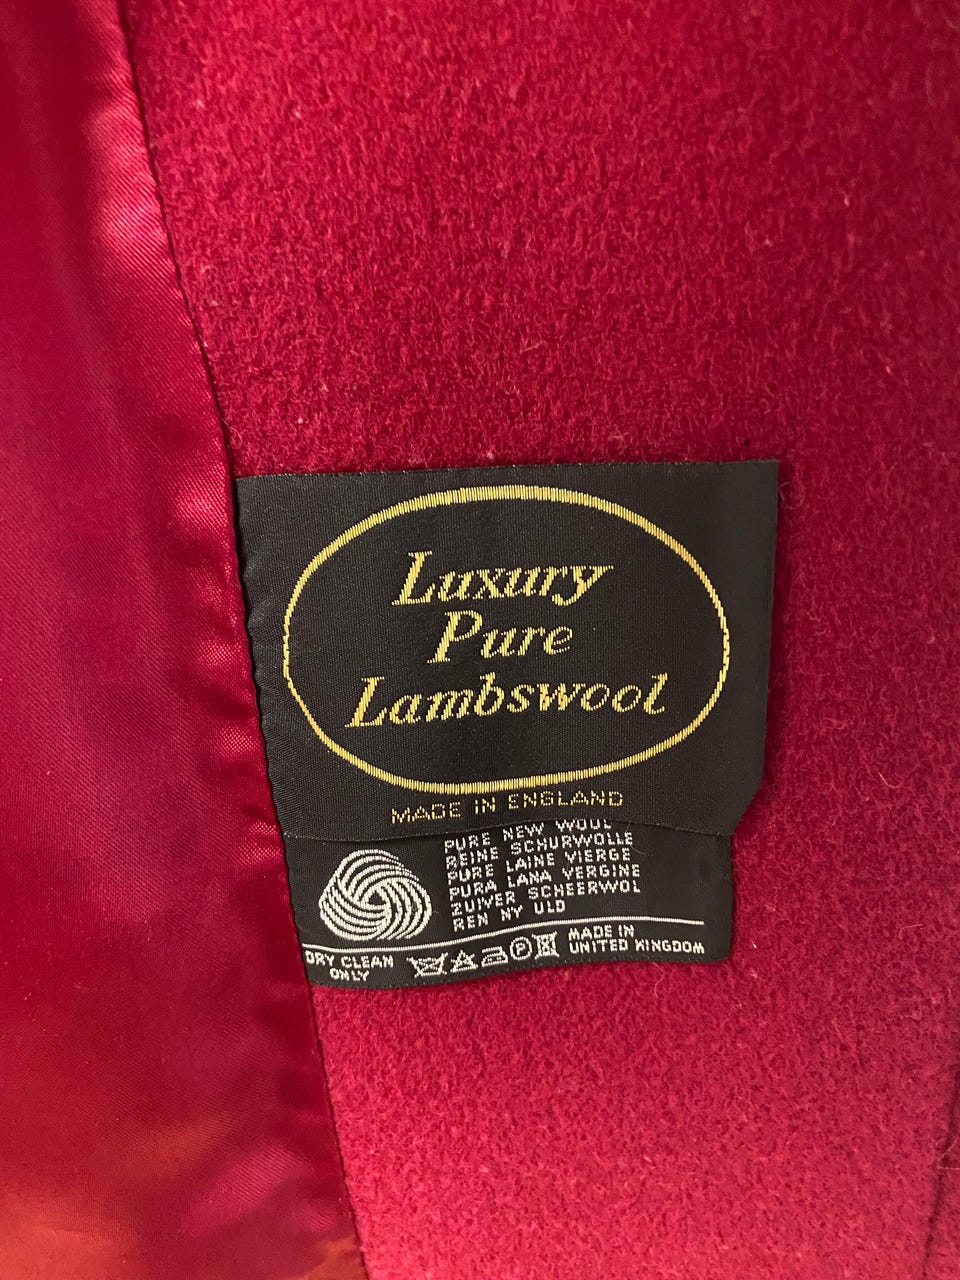 Luxury
Pure
Lambswool
MADE IN ENGLAND
PURE NEW WOOL
REINE SCHURWOLLE
PURE LAINE VIERGE
PURA LANA VERGINE
ZUIVER SCHEERWOL
REN NY ULD
DRY CLEAN
ONLY
P
MADE IN
UNITED KINGDOM